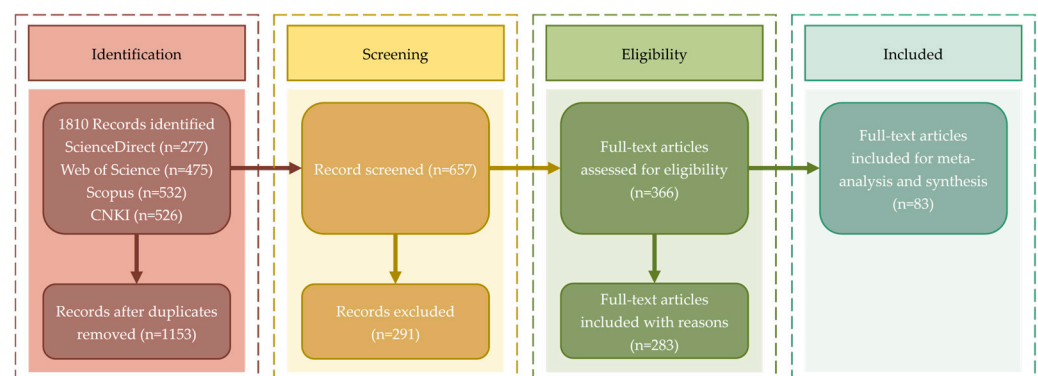 Identification
1810 Records identified
ScienceDirect (n=277)
Web of Science (n=475)
Scopus (n=532)
CNKI (n=526)
Records after duplicates
removed (n=1153)
Screening
Record screened (n=657)
Records excluded
(n=291)
Eligibility
Full-text articles
assessed for eligibility
(n=366)
Full-text articles
included with reasons
(n=283)
Included
Full-text articles
included for meta-
analysis and synthesis
(n=83)